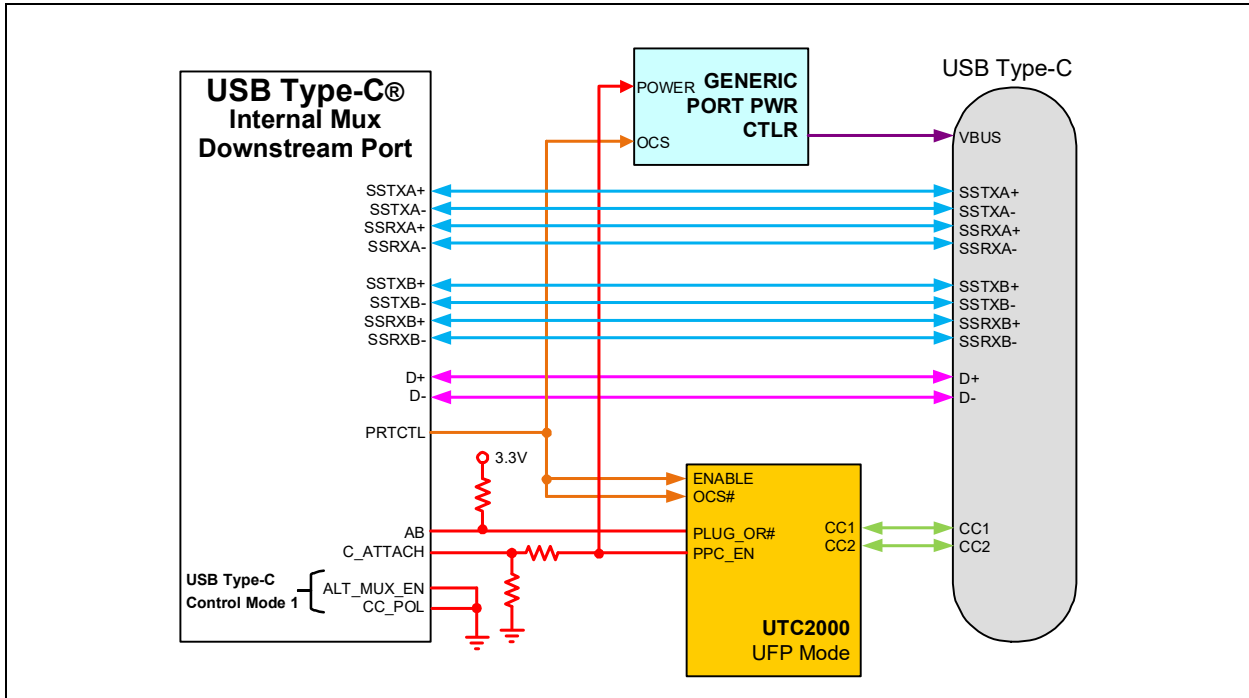 USB Type-C®
Internal Mux
Downstream Port
SSTXA+
SSTXA-
SSRXA+
SSRXA-
SSTXB+
SSTXB-
SSRXB+
SSRXB-
D+
D-
PRTCTL
AB
C_ATTACH
ALT_MUX_EN
CC_POL
USB Type-C
Control Mode 1
3.3V
POWER
GENERIC
PORT PWR
CTLR
OCS
ENABLE
OCS#
PLUG_OR#
PPC_EN
CC1
CC2
UTC2000
UFP Mode
USB Type-C
VBUS
SSTXA+
SSTXA-
SSRXA+
SSRXA-
SSTXB+
SSTXB-
SSRXB+
SSRXB-
D+
D-
CC1
CC2